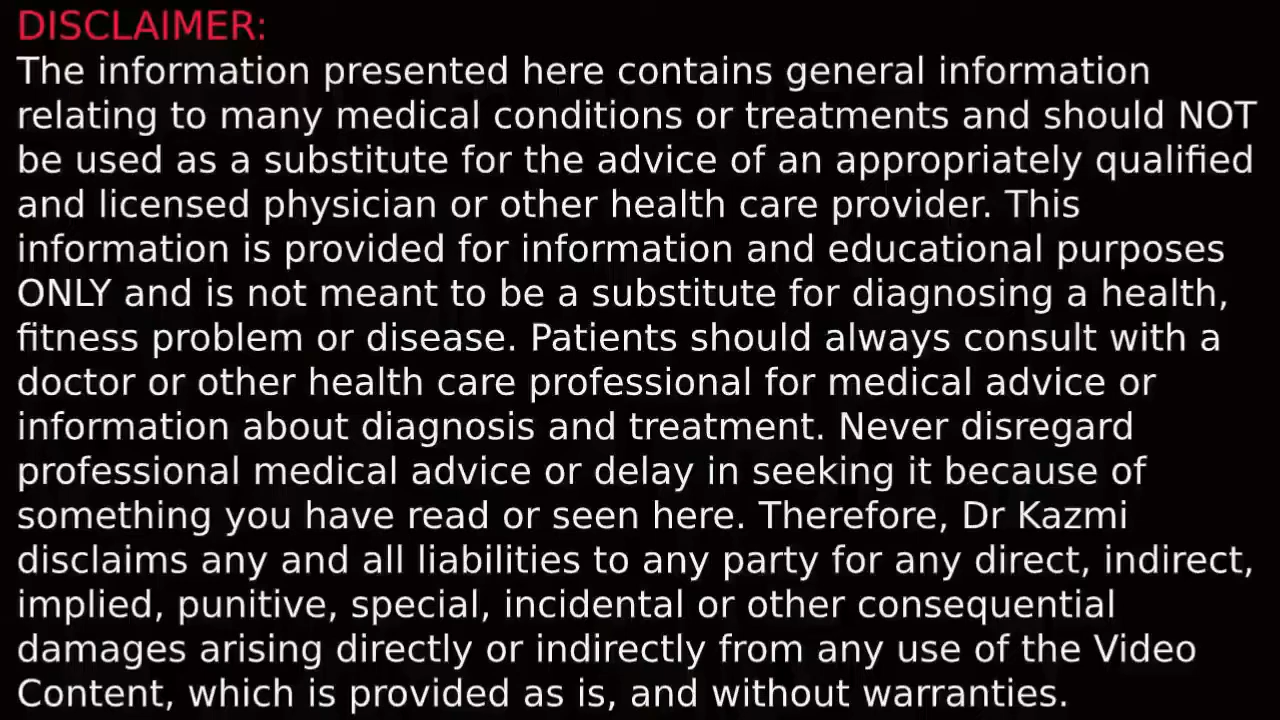 DISCLAIMER:
The information presented here contains general information
relating to many medical conditions or treatments and should NOT
be used as a substitute for the advice of an appropriately qualified
and licensed physician or other health care provider. This
information is provided for information and educational purposes
ONLY and is not meant to be a substitute for diagnosing a health,
fitness problem or disease. Patients should always consult with a
doctor or other health care professional for medical advice or
information about diagnosis and treatment. Never disregard
professional medical advice or delay in seeking it because of
something you have read or seen here. Therefore, Dr Kazmi
disclaims any and all liabilities to any party for any direct, indirect,
implied, punitive, special, incidental or other consequential
damages arising directly or indirectly from any use of the Video
Content, which is provided as is, and without warranties.